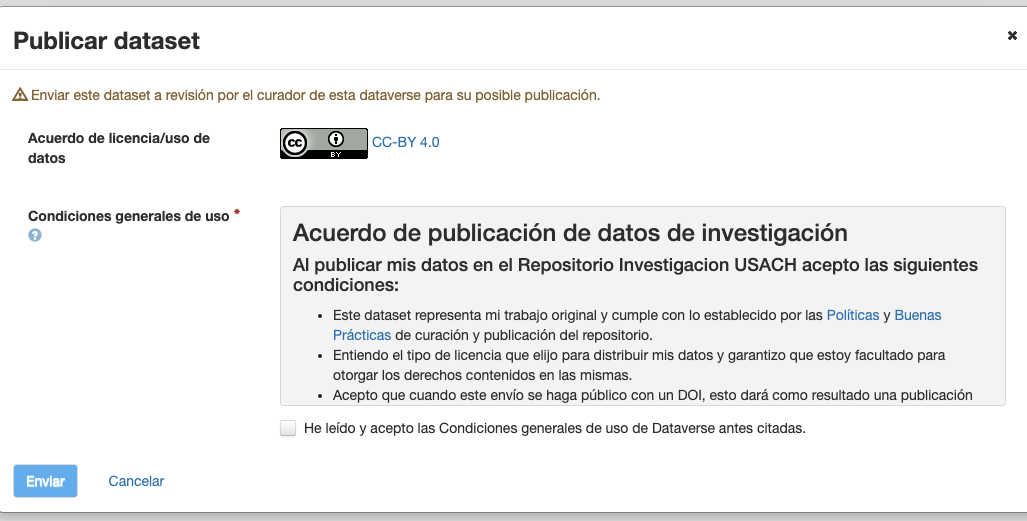 Publicar dataset
Enviar este dataset a revisión por el curador de esta dataverse para su posible publicación.
Acuerdo de licencia/uso de
datos
cc BY CC-BY 4.0
Condiciones generales de uso *
?
Acuerdo de publicación de datos de investigación
Al publicar mis datos en el Repositorio Investigacion USACH acepto las siguientes
condiciones:
• Este dataset representa mi trabajo original y cumple con lo establecido por las Políticas y Buenas
Prácticas de curación y publicación del repositorio.
• Entiendo el tipo de licencia que elijo para distribuir mis datos y garantizo que estoy facultado para
otorgar los derechos contenidos en las mismas.
• Acepto que cuando este envío se haga público con un DOI, esto dará como resultado una publicación
He leído y acepto las Condiciones generales de uso de Dataverse antes citadas.
Enviar Cancelar